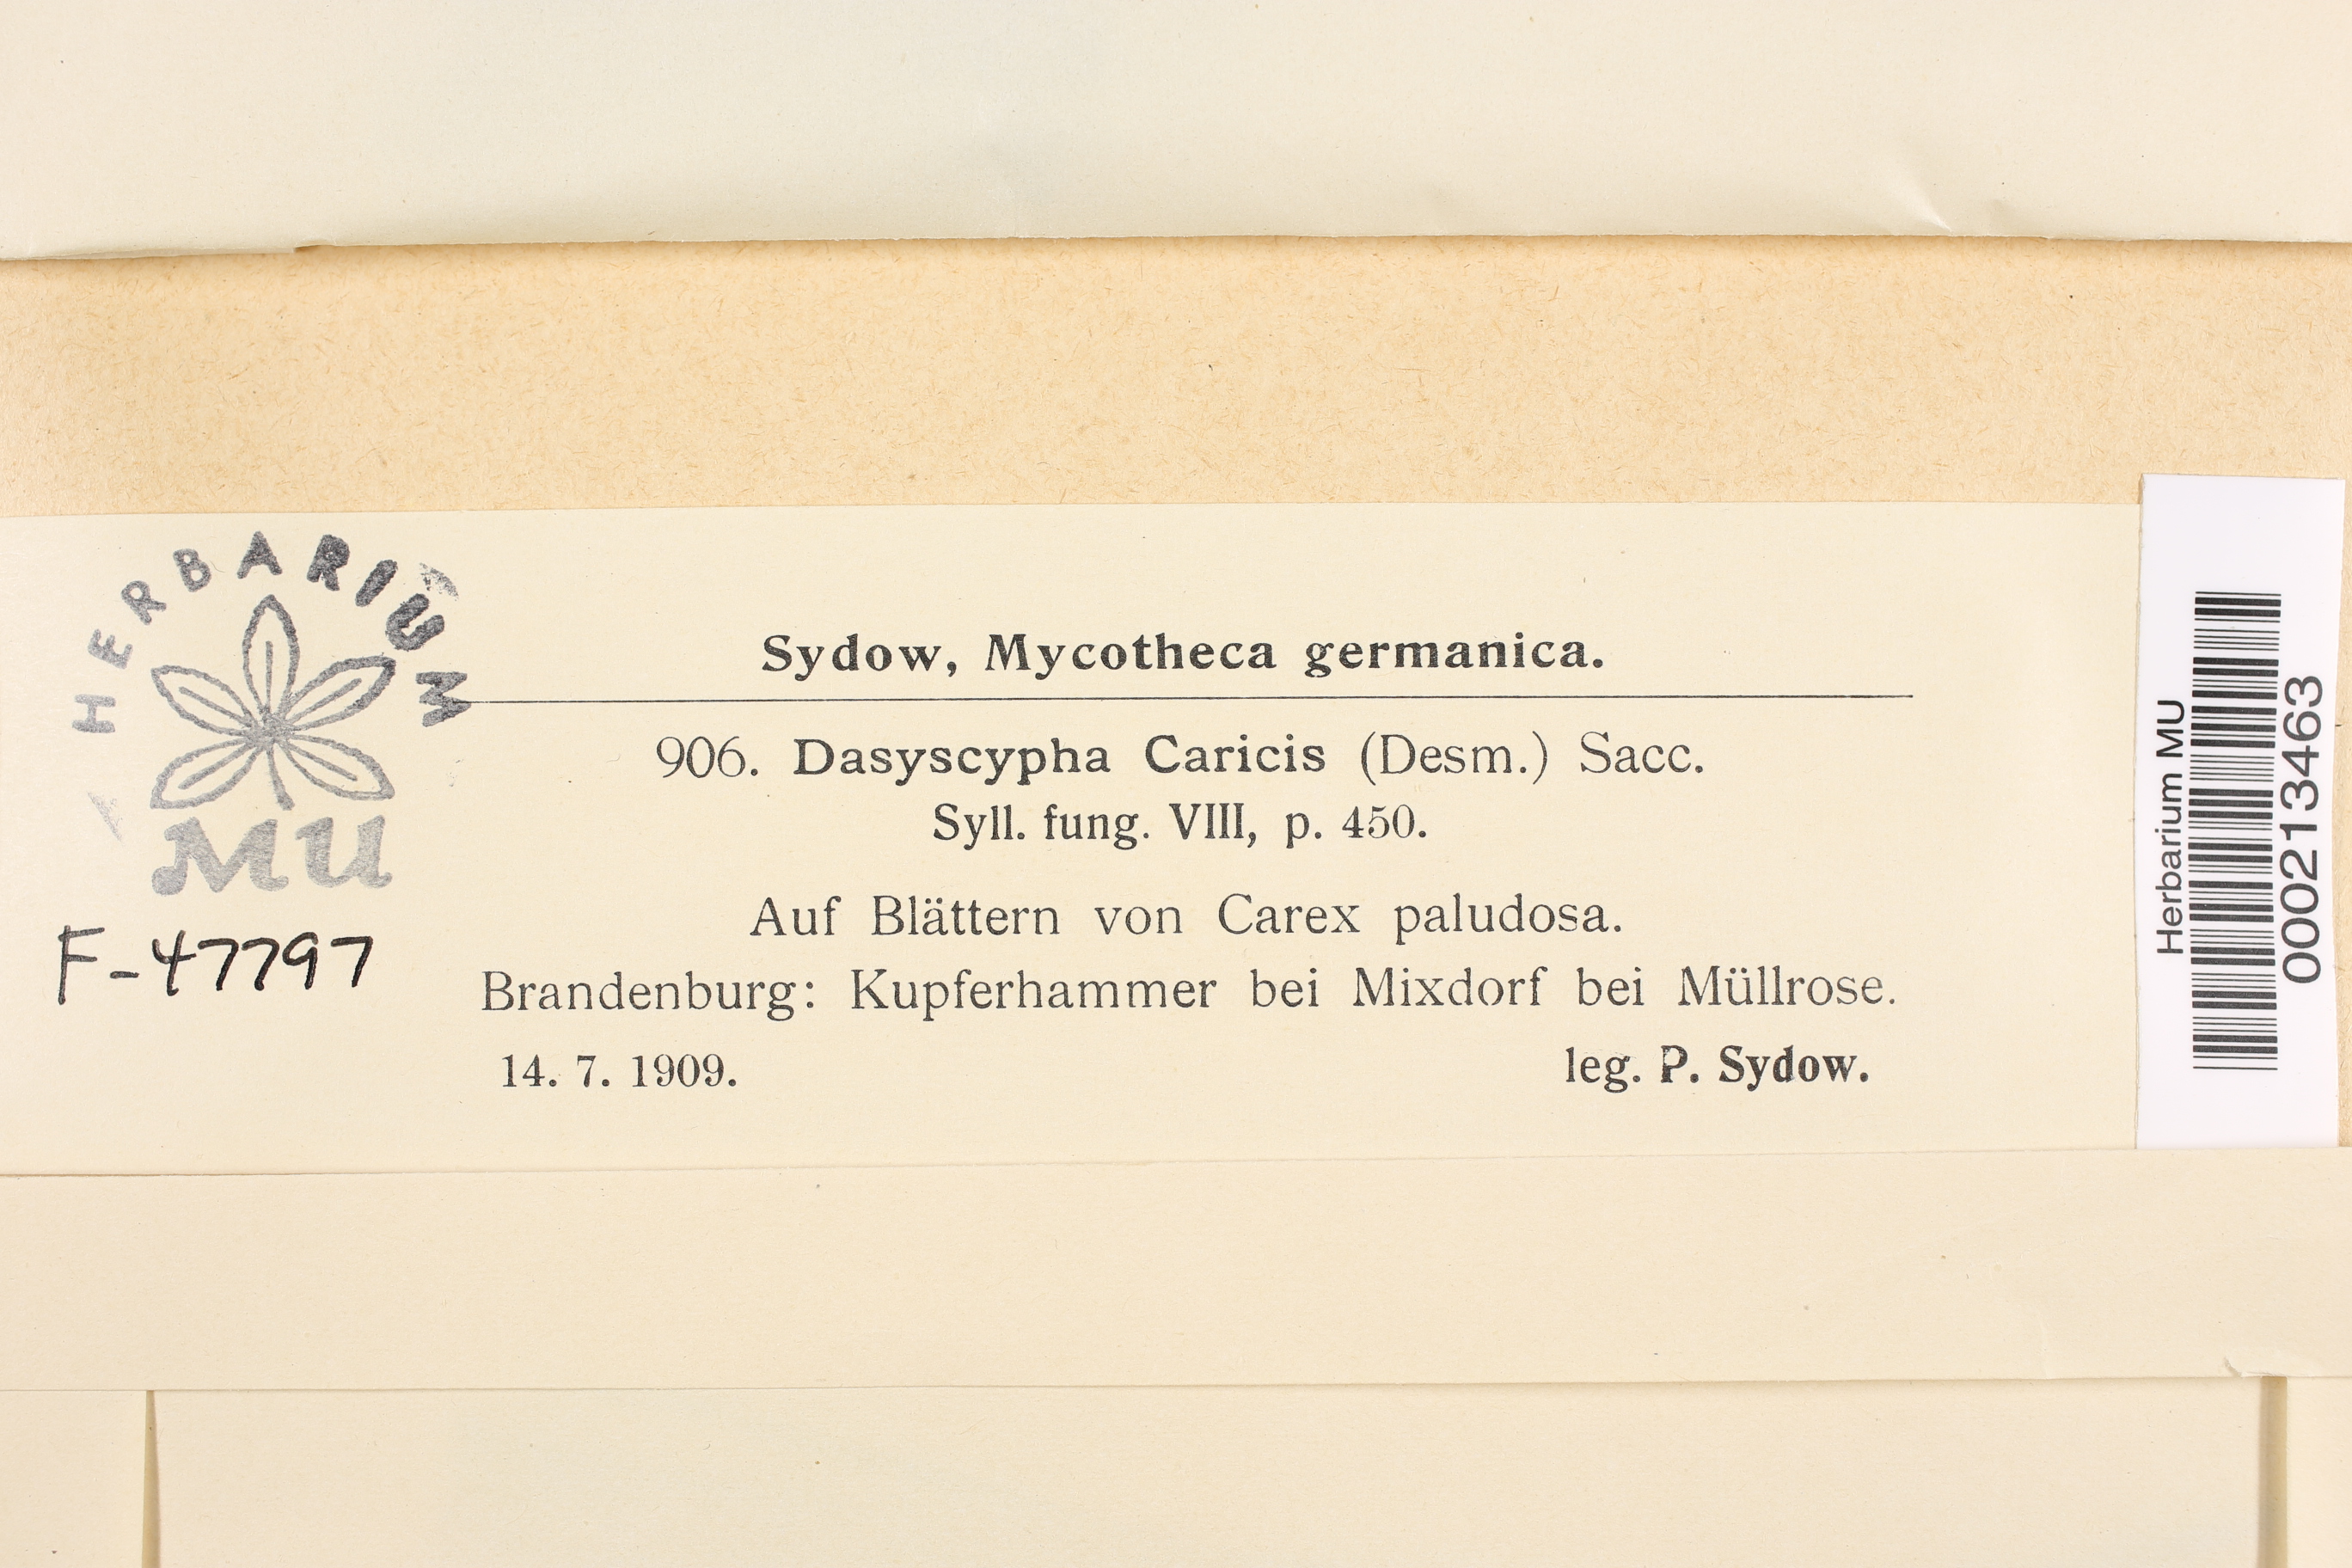 HERBARIUM
MU
F-47797
Sydow, Mycotheca germanica.
906. Dasyscypha Caricis (Desm.) Sacc.
Syll. fung. VIII, p. 450.
Auf Blättern von Carex paludosa.
Brandenburg: Kupferhammer bei Mixdorf bei Müllrose.
14. 7. 1909. leg. P. Sydow.
Herbarium MU
000213463